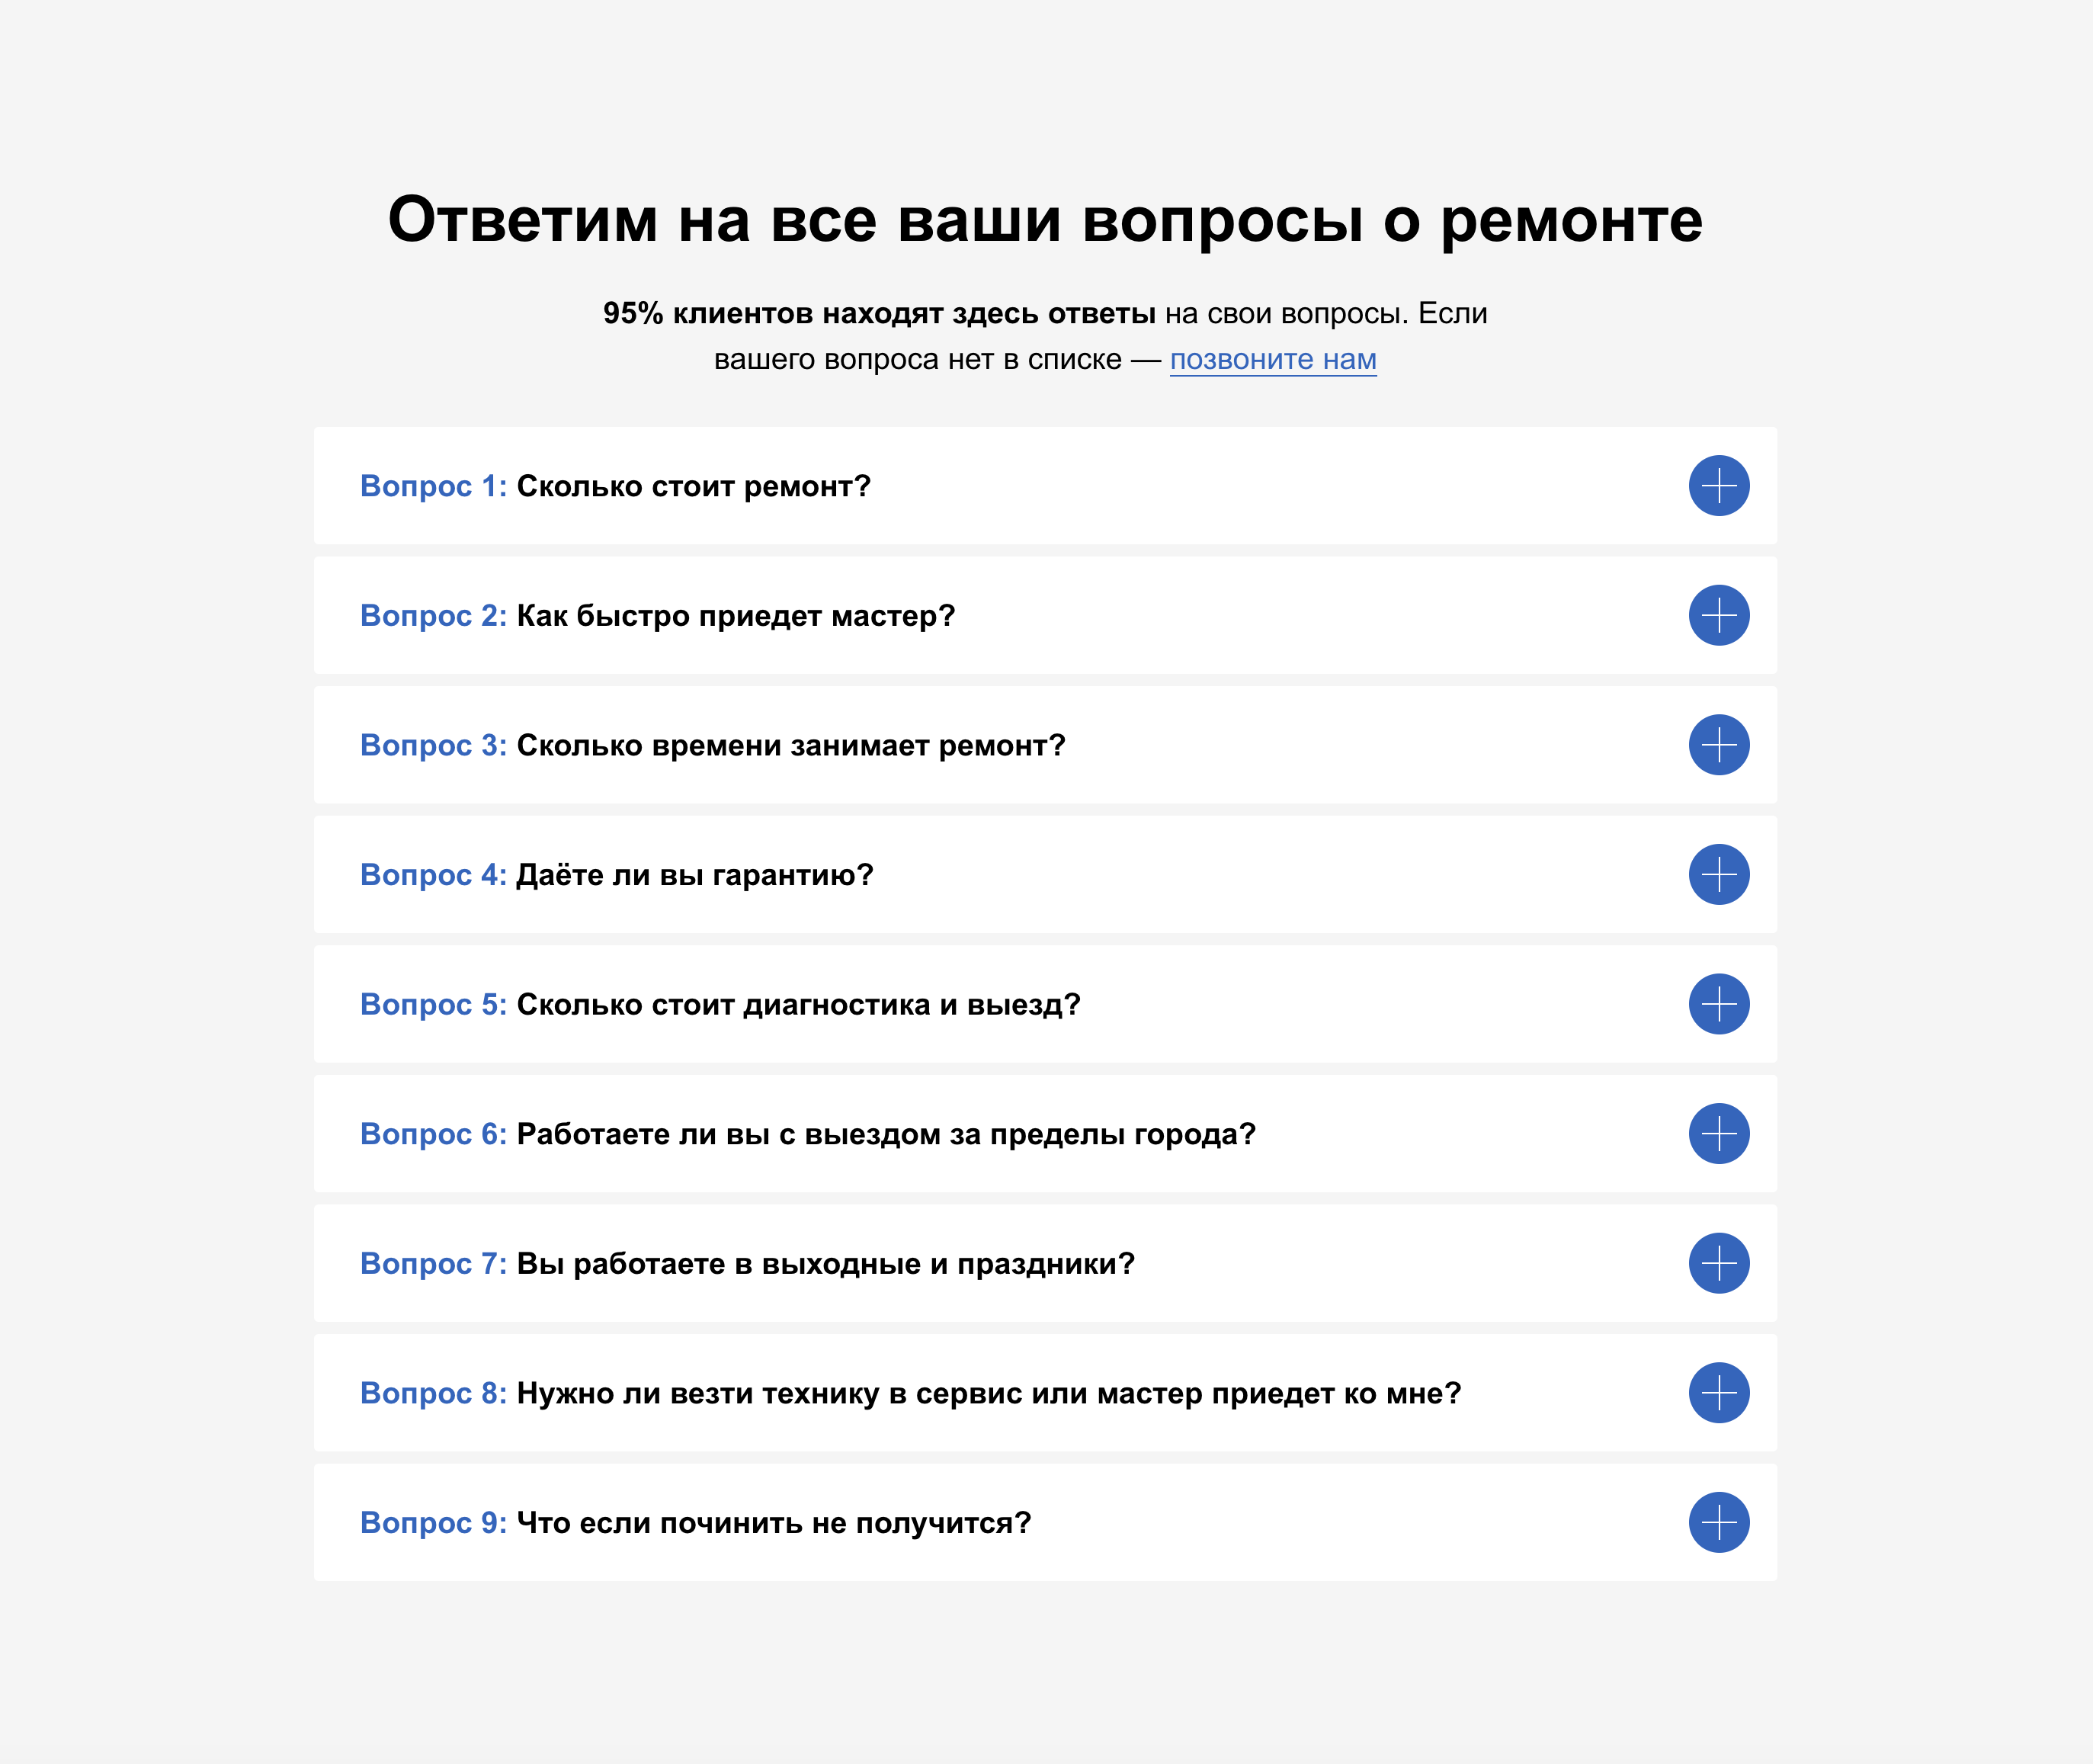 Ответим на все ваши вопросы о ремонте
95% клиентов находят здесь ответы на свои вопросы. Если
вашего вопроса нет в списке — позвоните нам
Вопрос 1: Сколько стоит ремонт?
Вопрос 2: Как быстро приедет мастер?
Вопрос 3: Сколько времени занимает ремонт?
Вопрос 4: Даёте ли вы гарантию?
Вопрос 5: Сколько стоит диагностика и выезд?
Вопрос 6: Работаете ли вы с выездом за пределы города?
Вопрос 7: Вы работаете в выходные и праздники?
Вопрос 8: Нужно ли везти технику в сервис или мастер приедет ко мне?
Вопрос 9: Что если починить не получится?